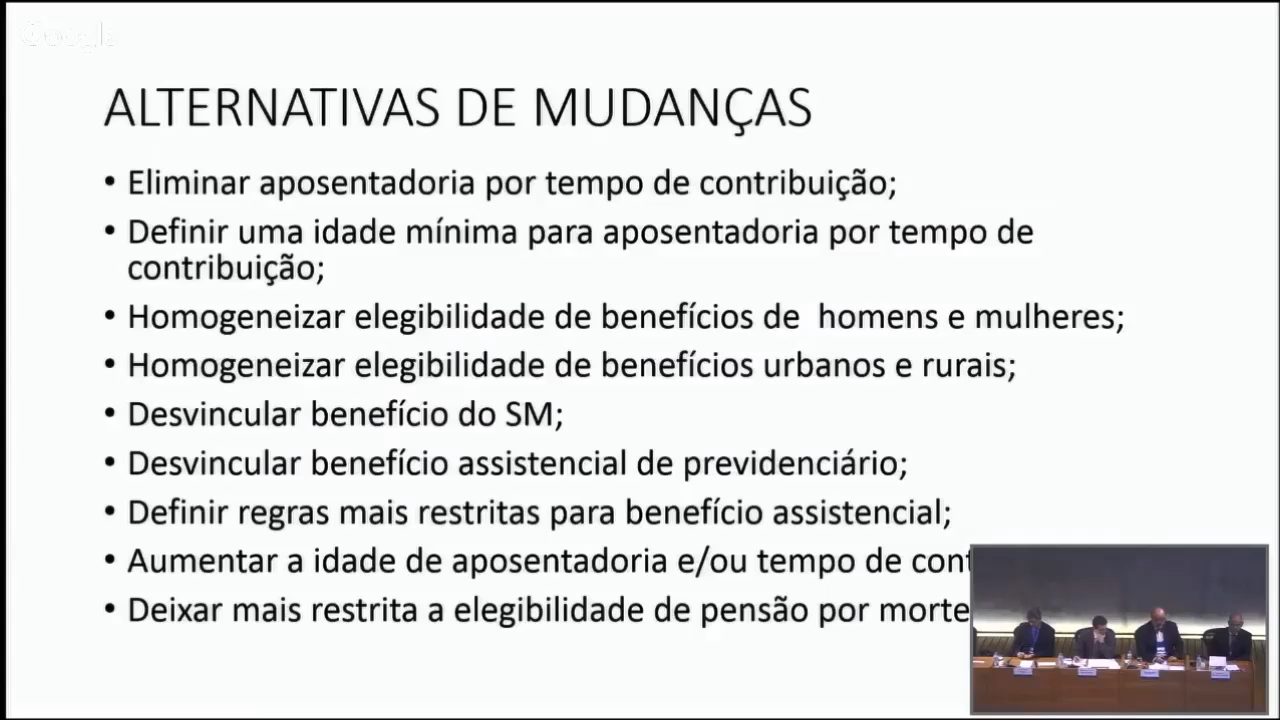 Google
ALTERNATIVAS DE MUDANÇAS
• Eliminar aposentadoria por tempo de contribuição;
• Definir uma idade mínima para aposentadoria por tempo de
contribuição;
• Homogeneizar elegibilidade de benefícios de homens e mulheres;
• Homogeneizar elegibilidade de benefícios urbanos e rurais;
• Desvincular benefício do SM;
• Desvincular benefício assistencial de previdenciário;
• Definir regras mais restritas para benefício assistencial;
• Aumentar a idade de aposentadoria e/ou tempo de cont
• Deixar mais restrita a elegibilidade de pensão por morte